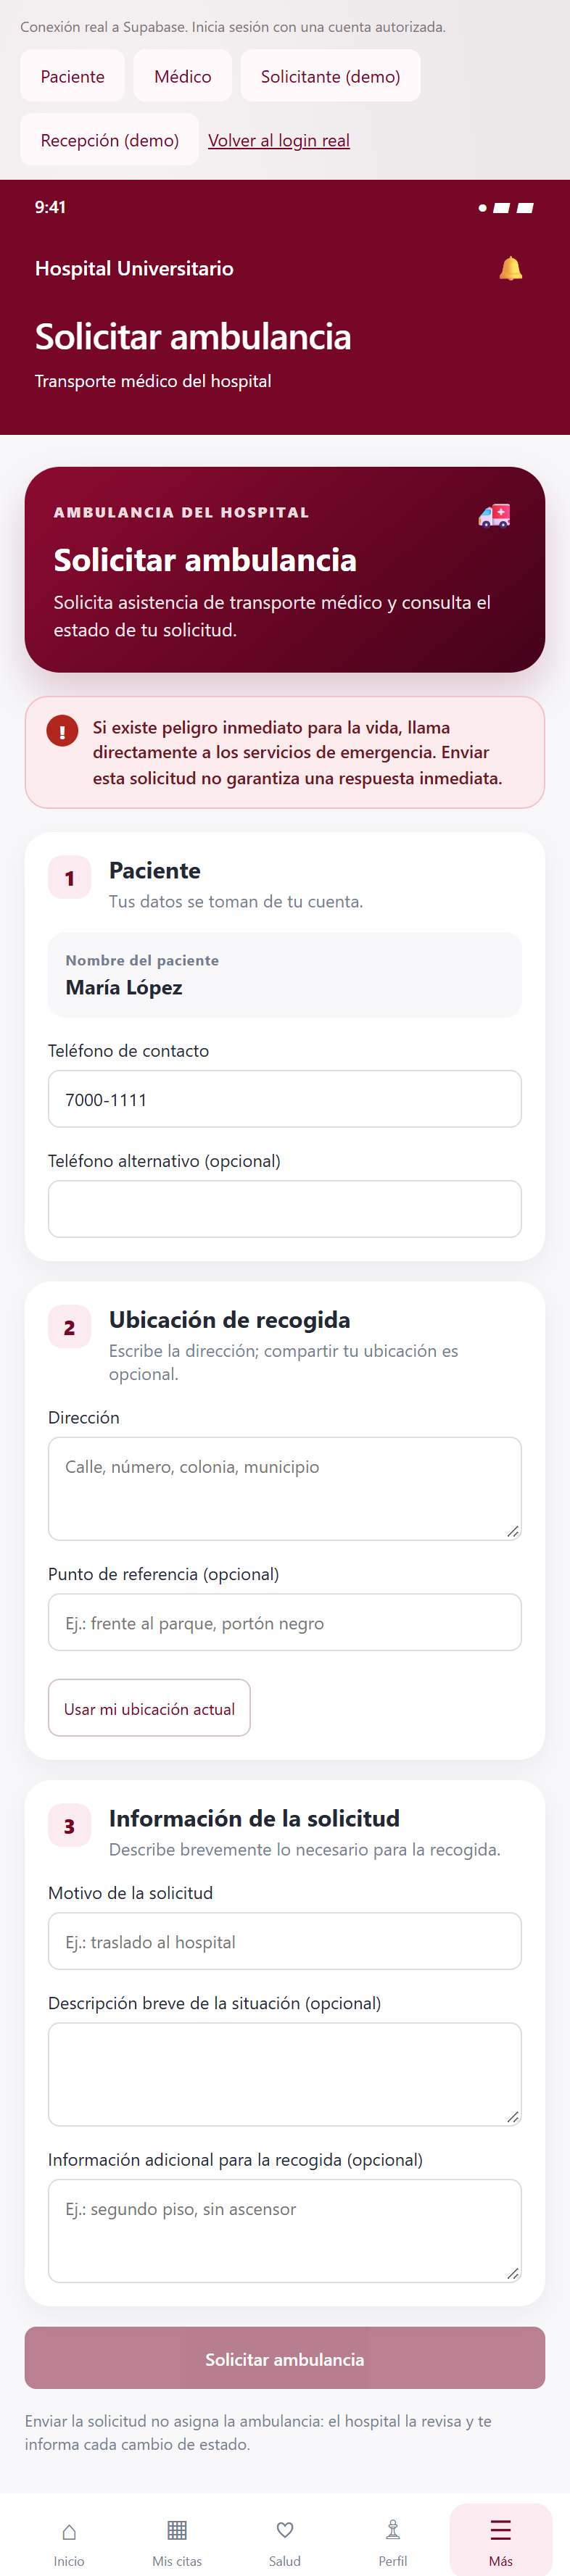 Conexión real a Supabase. Inicia sesión con una cuenta autorizada.
Paciente
Médico
Solicitante (demo)
Recepción (demo)
Volver al login real
9:41
Hospital Universitario
Solicitar ambulancia
Transporte médico del hospital
AMBULANCIA DEL HOSPITAL
Solicitar ambulancia
Solicita asistencia de transporte médico y consulta el
estado de tu solicitud.
!
Si existe peligro inmediato para la vida, llama
directamente a los servicios de emergencia. Enviar
esta solicitud no garantiza una respuesta inmediata.
1
Paciente
Tus datos se toman de tu cuenta.
Nombre del paciente
María López
Teléfono de contacto
7000-1111
Teléfono alternativo (opcional)
2
Ubicación de recogida
Escribe la dirección; compartir tu ubicación es
opcional.
Dirección
Calle, número, colonia, municipio
Punto de referencia (opcional)
Ej.: frente al parque, portón negro
Usar mi ubicación actual
3
Información de la solicitud
Describe brevemente lo necesario para la recogida.
Motivo de la solicitud
Ej.: traslado al hospital
Descripción breve de la situación (opcional)
Información adicional para la recogida (opcional)
Ej.: segundo piso, sin ascensor
Solicitar ambulancia
Enviar la solicitud no asigna la ambulancia: el hospital la revisa y te
informa cada cambio de estado.
Inicio
Mis citas
Salud
Perfil
Más